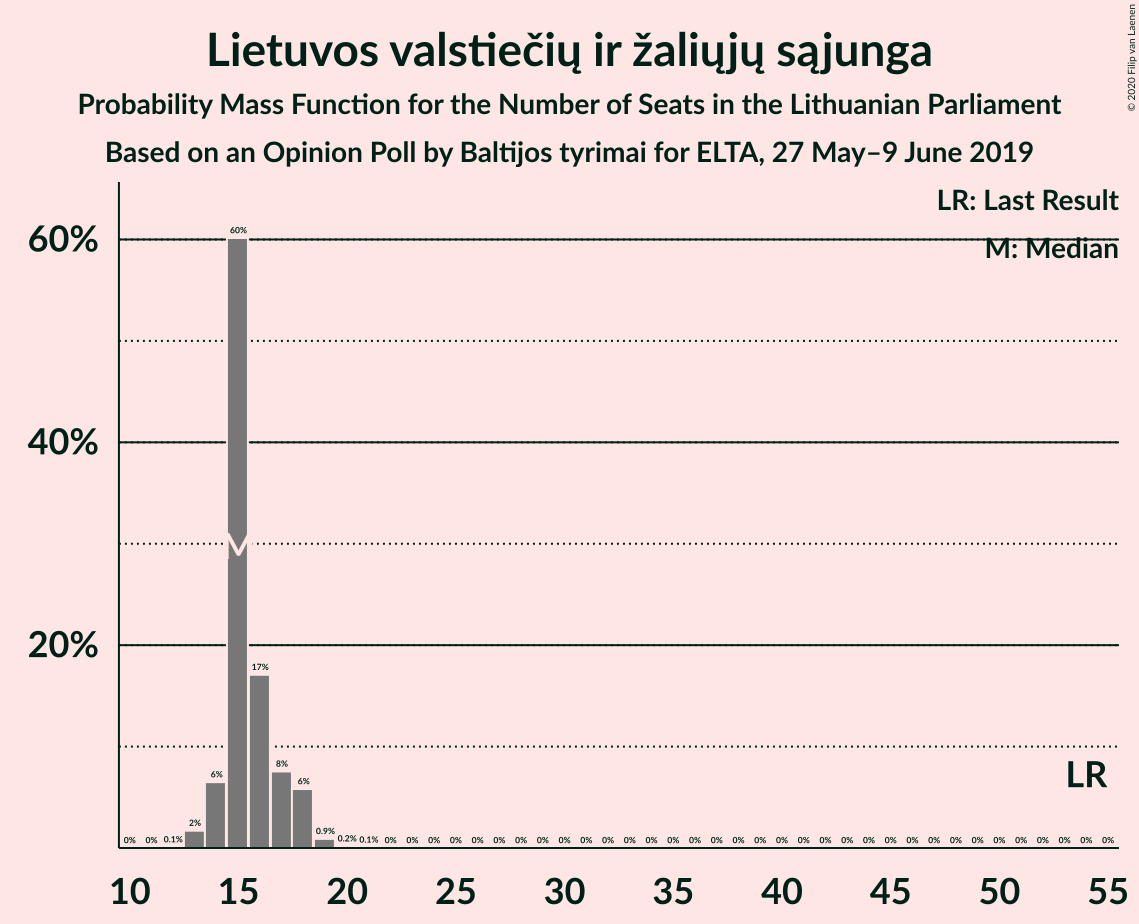 Lietuvos valstiečių ir žaliųjų sąjunga
Probability Mass Function for the Number of Seats in the Lithuanian Parliament
Based on an Opinion Poll by Baltijos tyrimai for ELTA, 27 May–9 June 2019
© 2020 Filip van Laenen
LR: Last Result
M: Median
60%
40%
20%
60%
M
17%
8%
6%
6%
2%
0.9%
0% 0% 0.1% 0.2% 0.1% 0% 0% 0% 0% 0% 0% 0% 0% 0% 0% 0% 0% 0% 0% 0% 0% 0% 0% 0% 0% 0% 0% 0% 0% 0% 0% 0% 0% 0% 0% 0% 0% 0% 0%
LR
10 15 20 25 30 35 40 45 50 55